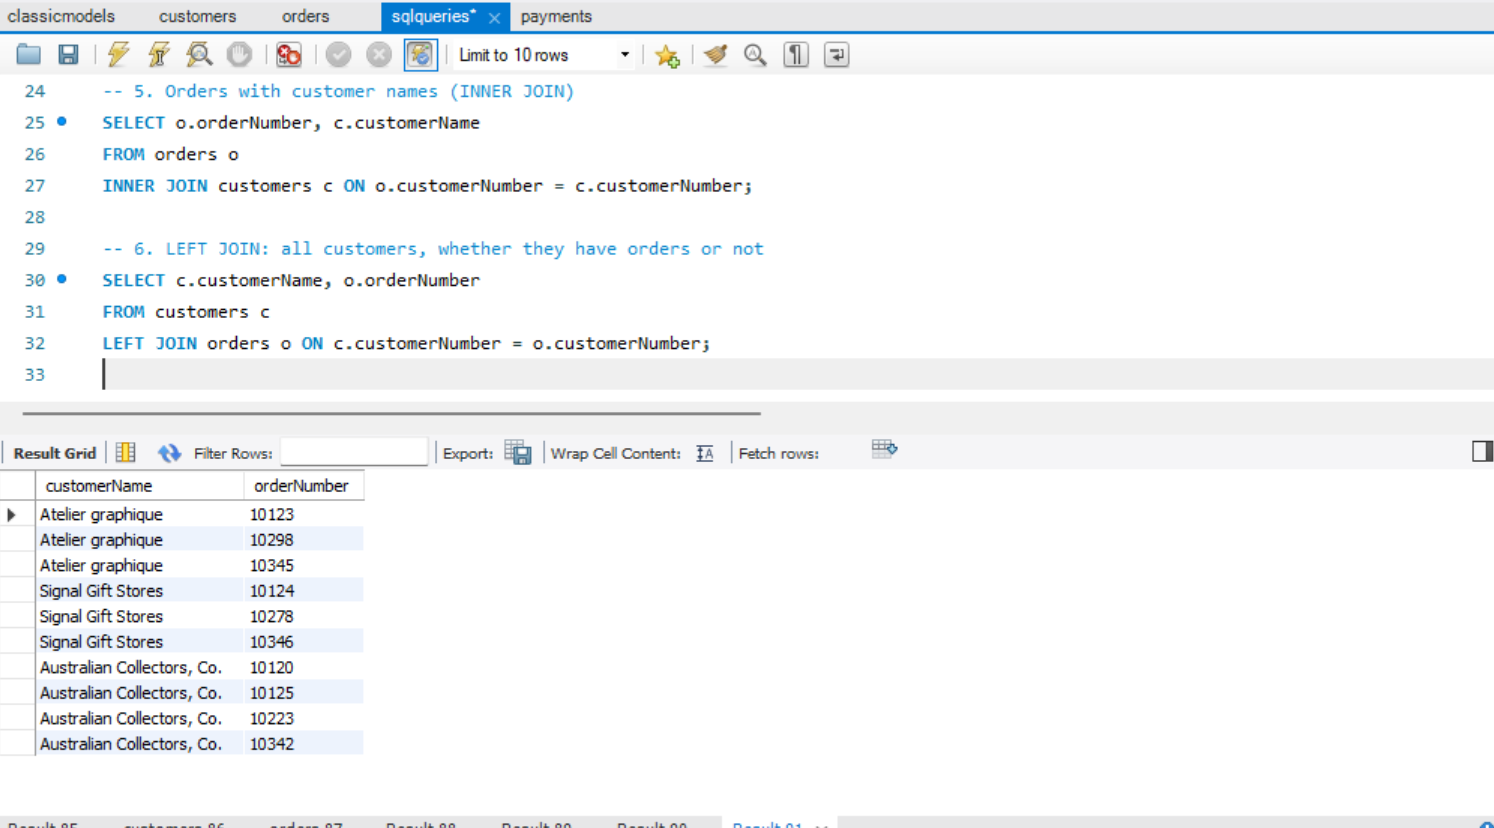 classicmodels customers orders sqlqueries* payments
Limit to 10 rows
24 -- 5. Orders with customer names (INNER JOIN)
25 SELECT o.orderNumber, c.customerName
26 FROM orders o
27 INNER JOIN customers c ON o.customerNumber = c.customerNumber;
28
29 -- 6. LEFT JOIN: all customers, whether they have orders or not
30 SELECT c.customerName, o.orderNumber
31 FROM customers c
32 LEFT JOIN orders o ON c.customerNumber = o.customerNumber;
33
Result Grid Filter Rows: Export: Wrap Cell Content: Fetch rows:
customerName orderNumber
Atelier graphique 10123
Atelier graphique 10298
Atelier graphique 10345
Signal Gift Stores 10124
Signal Gift Stores 10278
Signal Gift Stores 10346
Australian Collectors, Co. 10120
Australian Collectors, Co. 10125
Australian Collectors, Co. 10223
Australian Collectors, Co. 10342